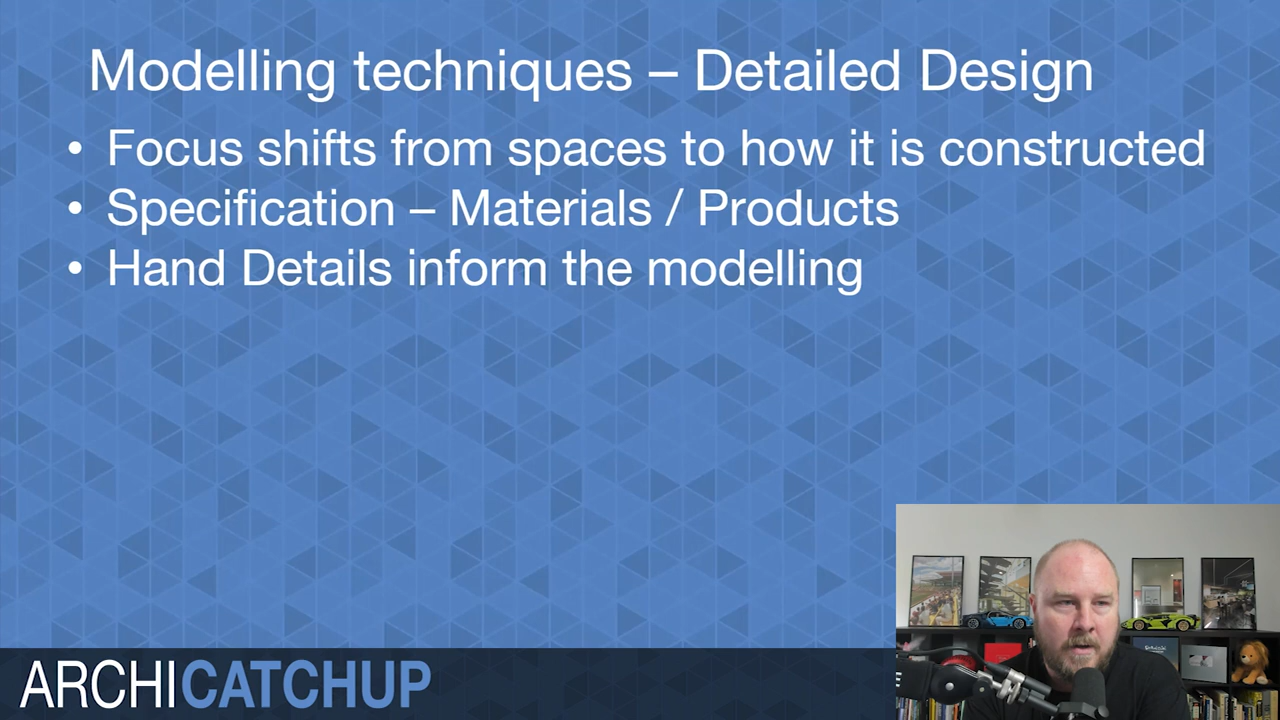 Modelling techniques – Detailed Design
• Focus shifts from spaces to how it is constructed
• Specification – Materials / Products
• Hand Details inform the modelling
ARCHICATCHUP